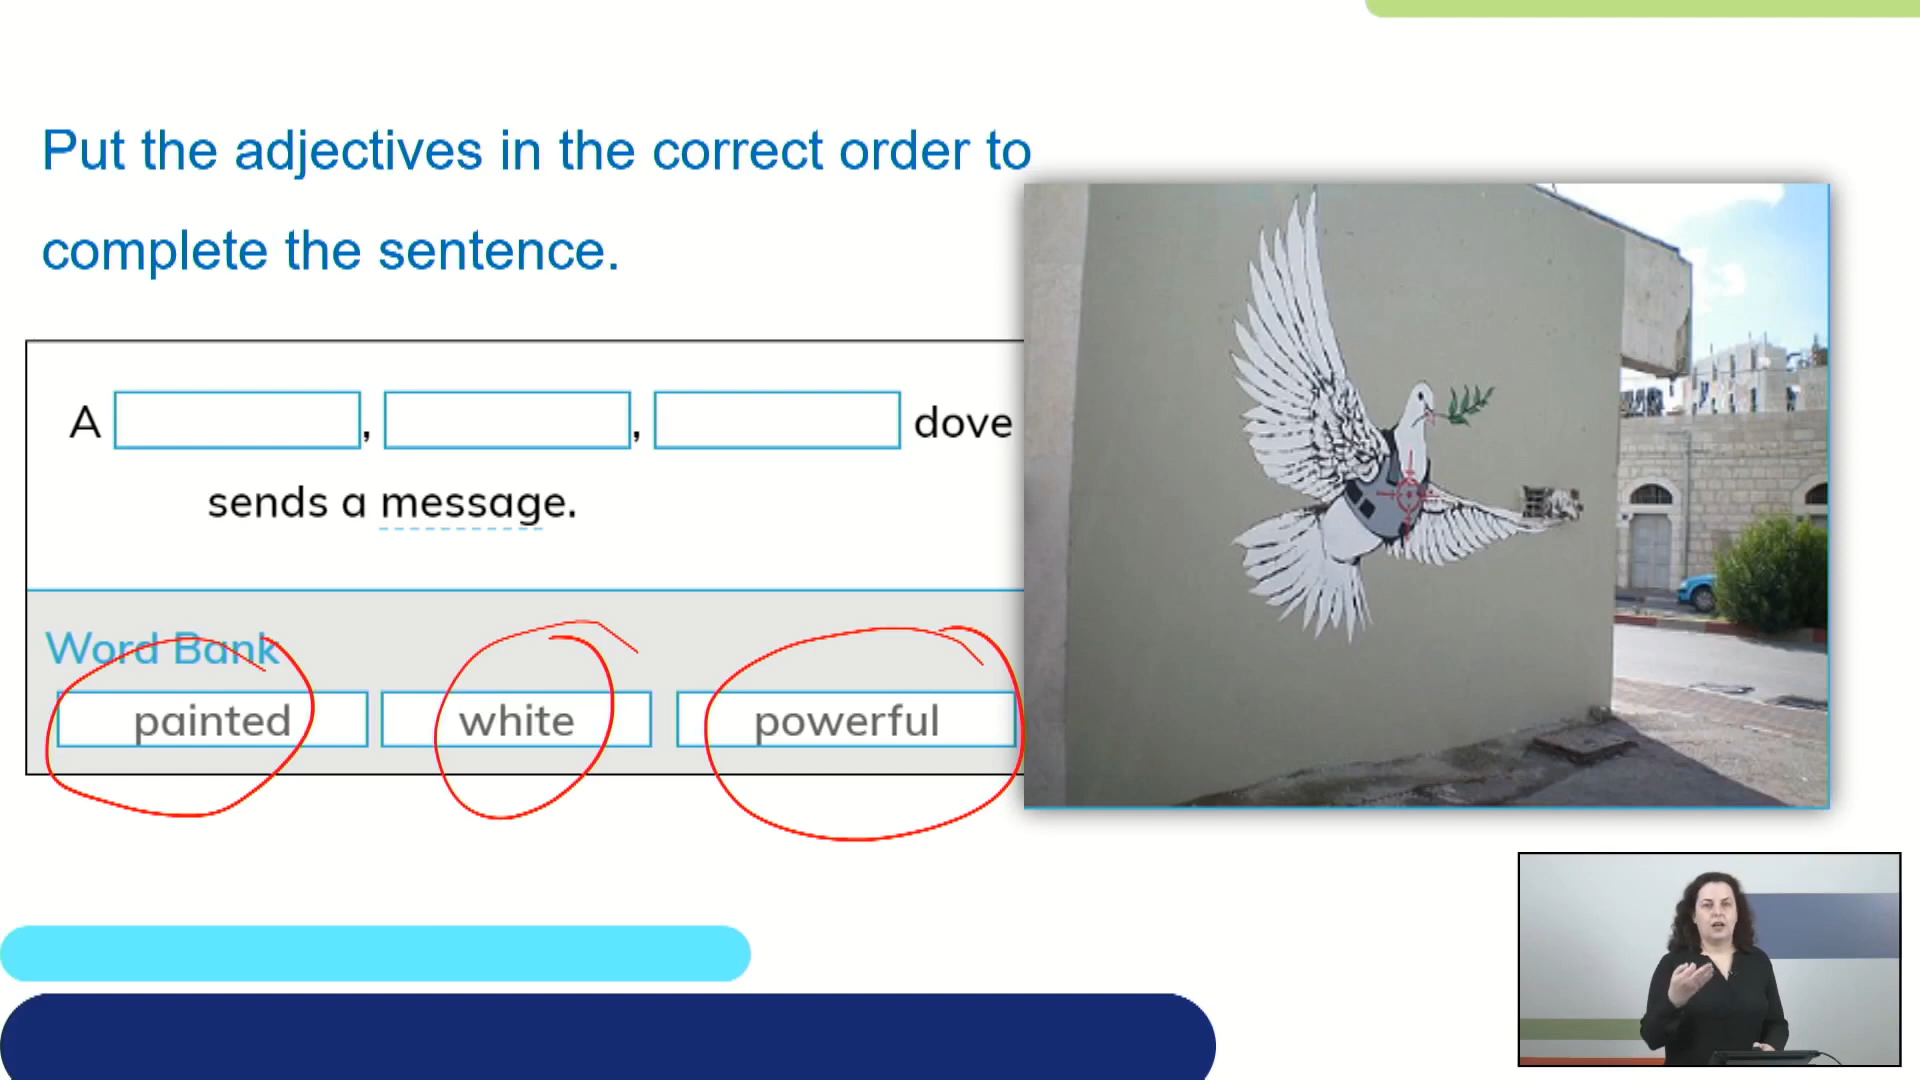 Put the adjectives in the correct order to
complete the sentence.
A , , dove
sends a message.
Word Bank
painted white powerful